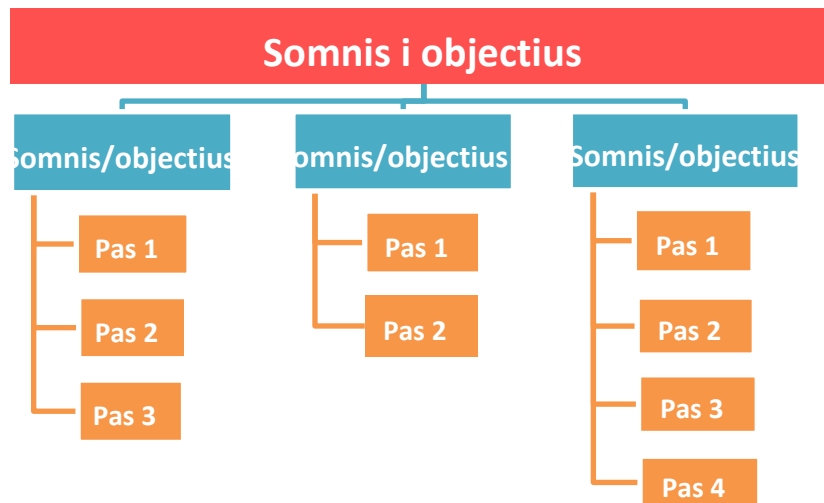 Somnis i objectius
Somnis/objectius
omnis/objectius
Somnis/objectius
Pas 1
Pas 2
Pas 3
Pas 1
Pas 2
Pas 1
Pas 2
Pas 3
Pas 4